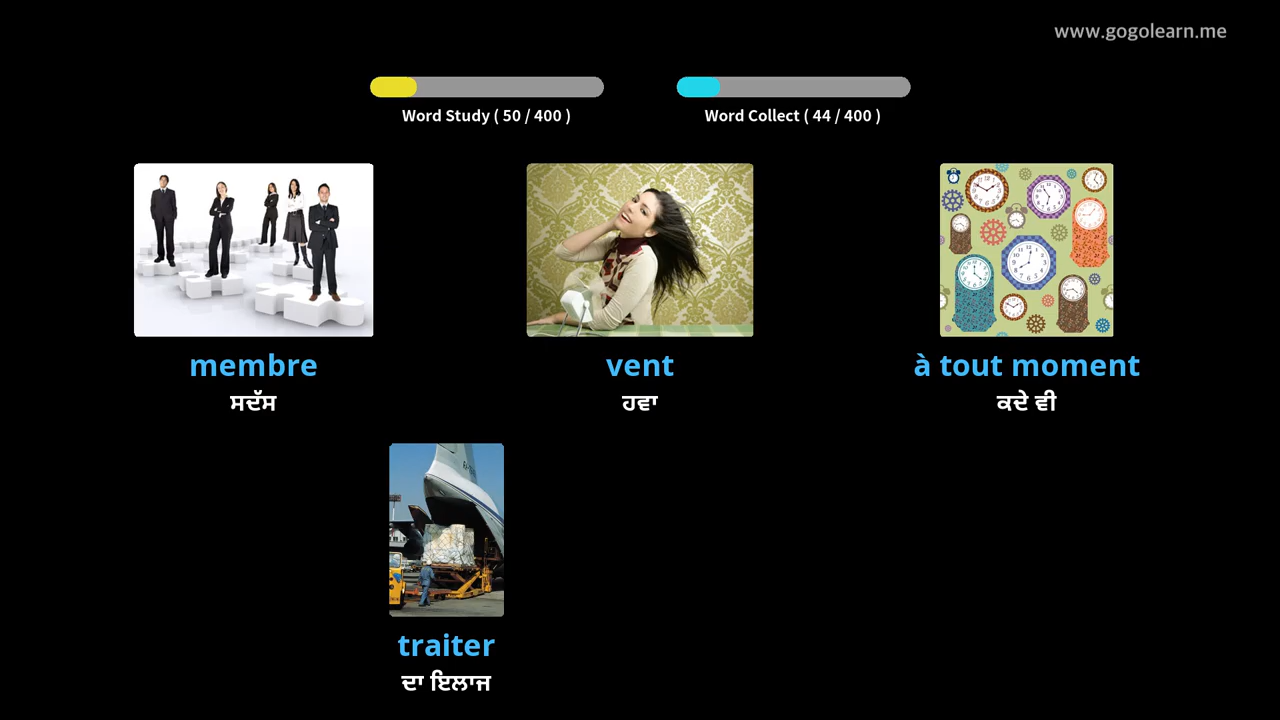 www.gogolearn.me
Word Study ( 50 / 400 )
Word Collect ( 44 / 400 )
membre
ਸਦੱਸ
vent
ਹਵਾ
à tout moment
ਕਦੇ ਵੀ
traiter
ਦਾ ਇਲਾਜ